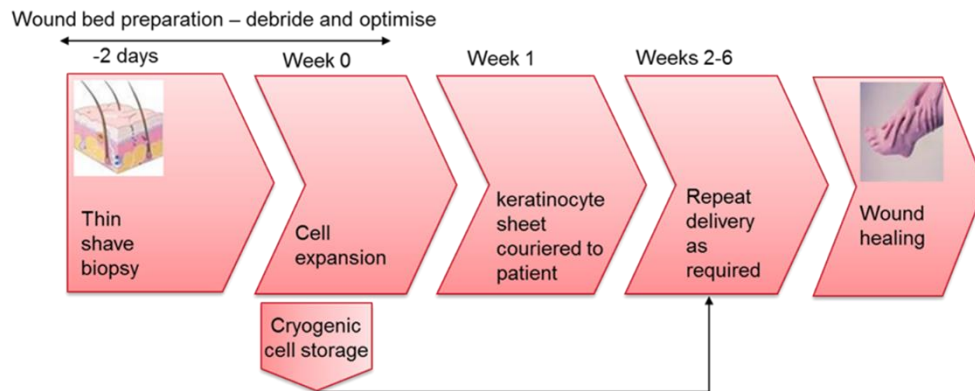 Wound bed preparation – debride and optimise
-2 days
Week 0
Week 1
Weeks 2-6
Thin
shave
biopsy
Cell
expansion
keratinocyte
sheet
couriered to
patient
Repeat
delivery
as
required
Wound
healing
Cryogenic
cell storage